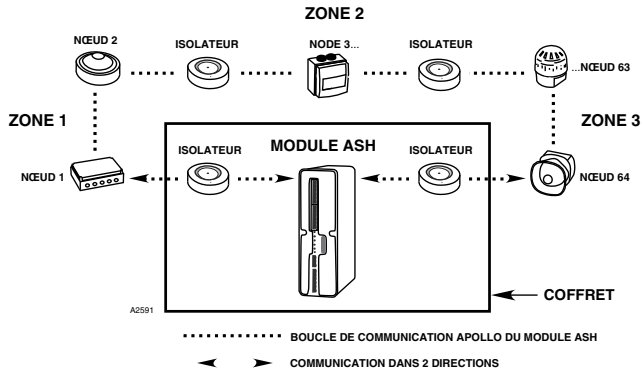 ZONE 2
NŒUD 2
ISOLATEUR
NODE 3...
ISOLATEUR
...NŒUD 63
ZONE 1
ZONE 3
ISOLATEUR
MODULE ASH
ISOLATEUR
NŒUD 1
NŒUD 64
A2591
COFFRET
BOUCLE DE COMMUNICATION APOLLO DU MODULE ASH
COMMUNICATION DANS 2 DIRECTIONS